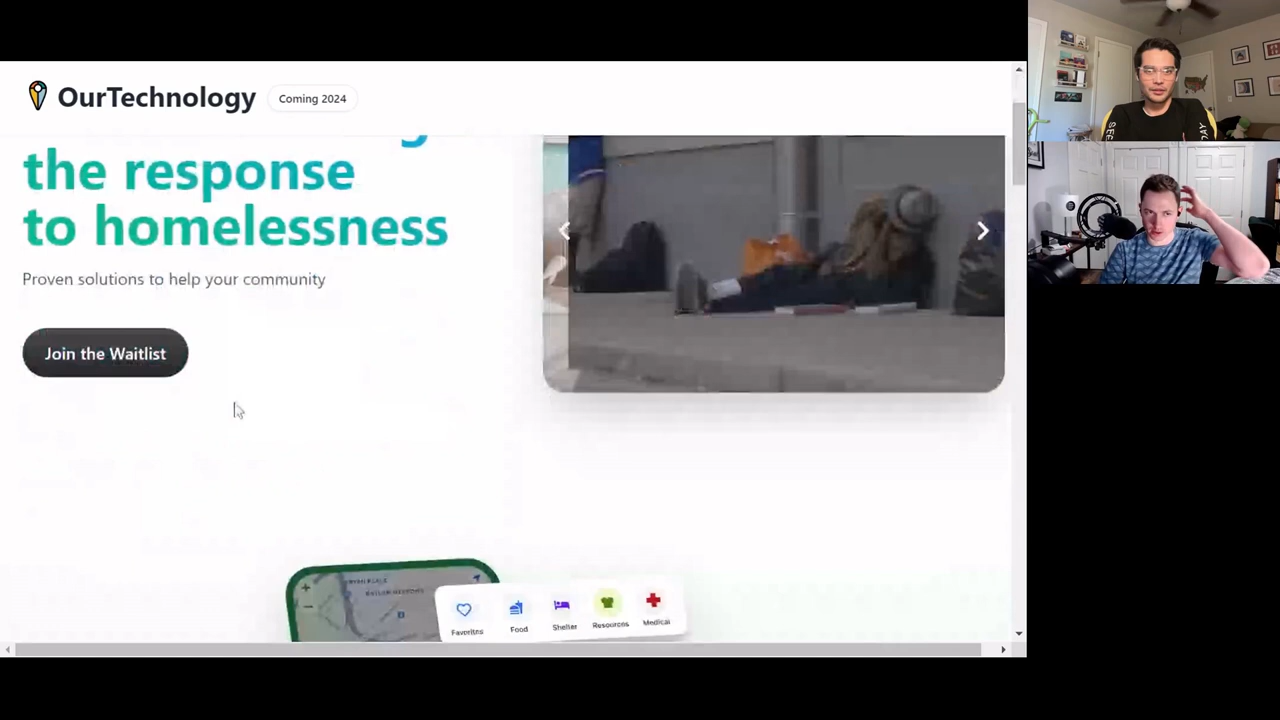 OurTechnology
Coming 2024
the response
to homelessness
Proven solutions to help your community
Join the Waitlist
Favorites
Food
Shelter
Resources
Medical